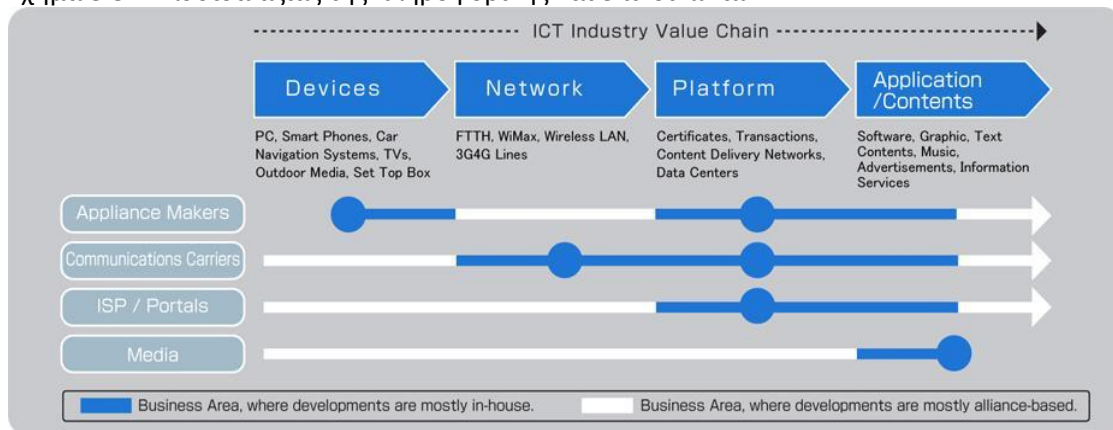 ICT Industry Value Chain
Devices
Network
Platform
Application
/Contents
PC, Smart Phones, Car
Navigation Systems, TVs,
Outdoor Media, Set Top Box
FTTH, WiMax, Wireless LAN,
3G4G Lines
Certificates, Transactions,
Content Delivery Networks,
Data Centers
Software, Graphic, Text
Contents, Music,
Advertisements, Information
Services
Appliance Makers
Communications Carriers
ISP / Portals
Media
Business Area, where developments are mostly in-house.
Business Area, where developments are mostly alliance-based.